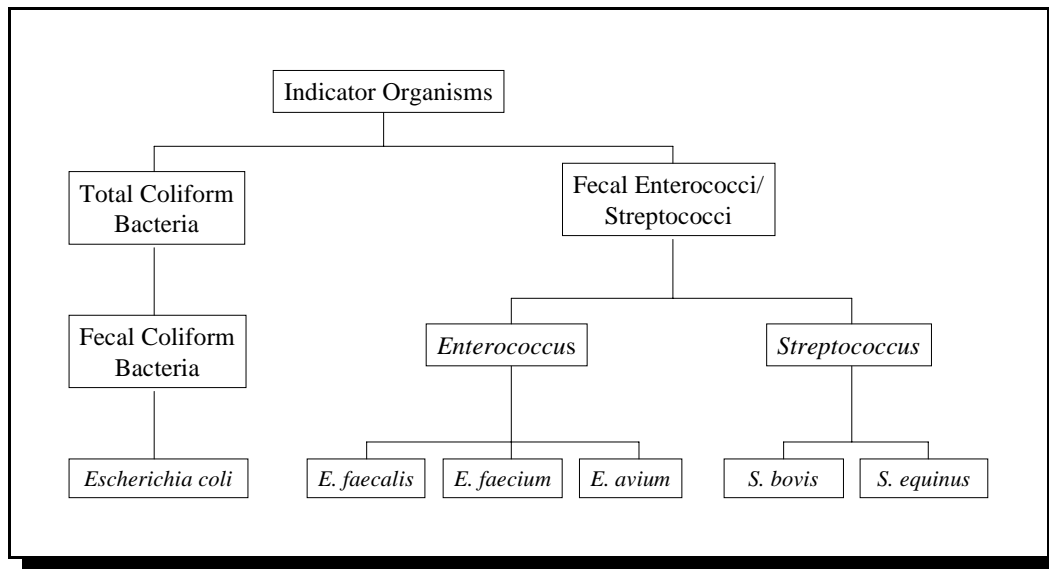 Indicator Organisms
Total Coliform
Bacteria
Fecal Enterococci/
Streptococci
Fecal Coliform
Bacteria
Enterococcus
Streptococcus
Escherichia coli
E. faecalis
E. faecium
E. avium
S. bovis
S. equinus